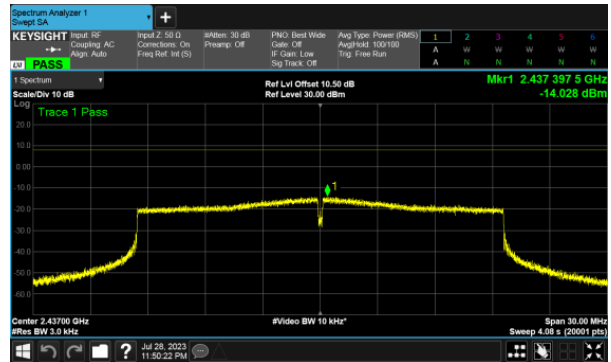 Spectrum Analyzer 1
Swept SA
+
KEYSIGHT Input: RF Input Z: 50 Ω #Atten: 30 dB PNO: Best Wide Avg Type: Power (RMS) 1 2 3 4 5 6
Coupling: AC Corrections: On Preamp: Off Gate: Off Avg|Hold: 100/100 A W W W W W
Align: Auto Freq Ref: Int (S) IF Gain: Low Trig: Free Run
Sig Track: Off A N N N N N
LXI PASS
1 Spectrum Ref Lvl Offset 10.50 dB Mkr1 2.437 397 5 GHz
Scale/Div 10 dB Ref Level 30.00 dBm -14.028 dBm
Log
Trace 1 Pass
20.0
10.0
0.00
-10.0
1
-20.0
-30.0
-40.0
-50.0
-60.0
Center 2.43700 GHz #Video BW 10 kHz* Span 30.00 MHz
#Res BW 3.0 kHz Sweep 4.08 s (20001 pts)
? Jul 28, 2023
11:50:22 PM